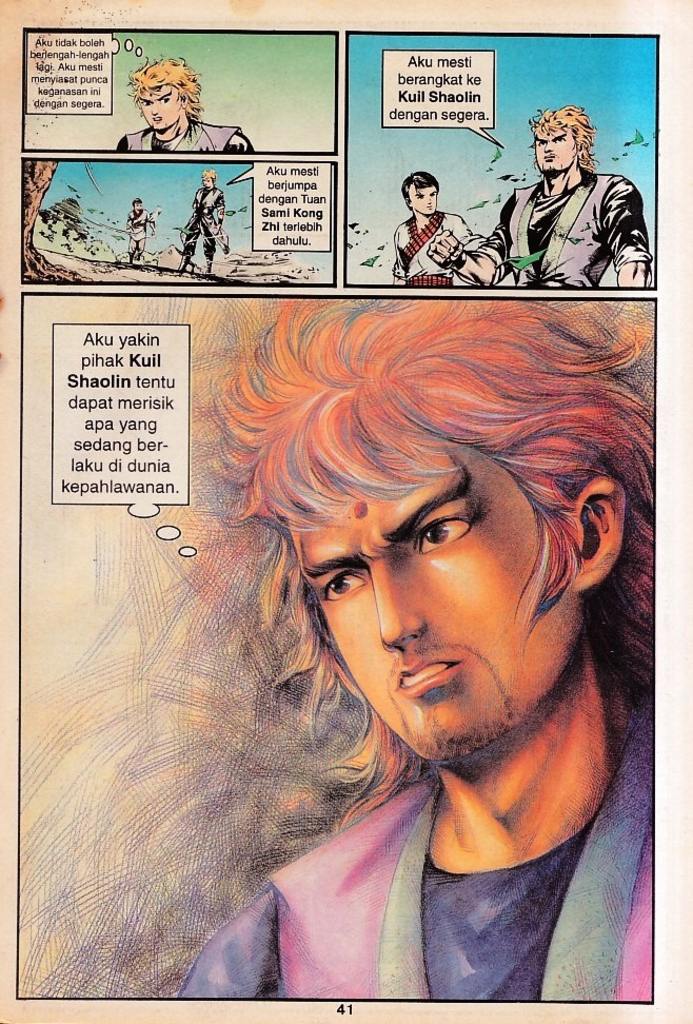 Aku tidak boleh
berlengah-lengah
lagi. Aku mesti
menyiasat punca
keganasan ini
dengan segera.
Aku mesti
berjumpa
dengan Tuan
Sami Kong
Zhi terlebih
dahulu.
Aku mesti
berangkat ke
Kuil Shaolin
dengan segera.
Aku yakin
pihak Kuil
Shaolin tentu
dapat merisik
apa yang
sedang ber-
laku di dunia
kepahlawanan.
41